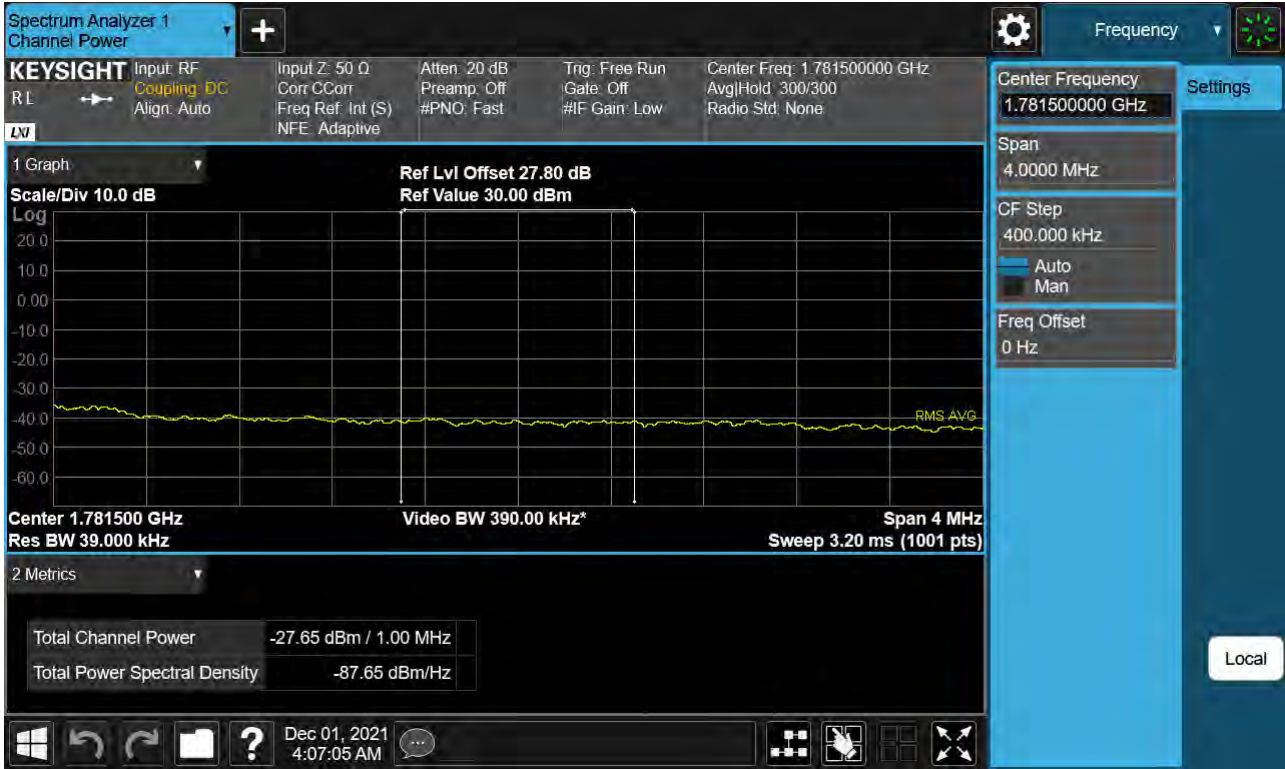 Spectrum Analyzer 1
Channel Power
Frequency
KEYSIGHT
R L
LXI
Input: RF
Coupling: DC
Align: Auto
Input Z: 50 Ω
Corr CCorr
Freq Ref: Int (S)
NFE: Adaptive
Atten: 20 dB
Preamp: Off
#PNO: Fast
Trig: Free Run
Gate: Off
#IF Gain: Low
Center Freq: 1.781500000 GHz
Avg|Hold: 300/300
Radio Std: None
Center Frequency
1.781500000 GHz
Settings
Span
4.0000 MHz
CF Step
400.000 kHz
Auto
Man
Freq Offset
0 Hz
1 Graph
Scale/Div 10.0 dB
Ref Lvl Offset 27.80 dB
Ref Value 30.00 dBm
Log
20.0
10.0
0.00
-10.0
-20.0
-30.0
-40.0
-50.0
-60.0
RMS AVG
Center 1.781500 GHz
Res BW 39.000 kHz
Video BW 390.00 kHz*
Span 4 MHz
Sweep 3.20 ms (1001 pts)
2 Metrics
Total Channel Power -27.65 dBm / 1.00 MHz
Total Power Spectral Density -87.65 dBm/Hz
Local
Dec 01, 2021
4:07:05 AM